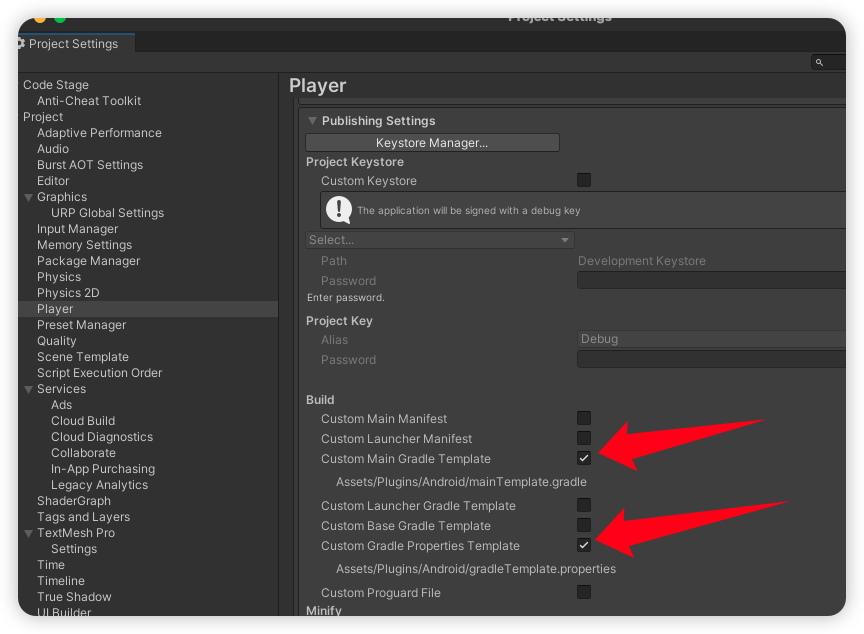 Project Settings
Project Settings
Code Stage
Anti-Cheat Toolkit
Project
Adaptive Performance
Audio
Burst AOT Settings
Editor
Graphics
URP Global Settings
Input Manager
Memory Settings
Package Manager
Physics
Physics 2D
Player
Preset Manager
Quality
Scene Template
Script Execution Order
Services
Ads
Cloud Build
Cloud Diagnostics
Collaborate
In-App Purchasing
Legacy Analytics
ShaderGraph
Tags and Layers
TextMesh Pro
Settings
Time
Timeline
True Shadow
UI Builder
Player
Publishing Settings
Keystore Manager...
Project Keystore
Custom Keystore
The application will be signed with a debug key
Select...
Path Development Keystore
Password
Enter password.
Project Key
Alias Debug
Password
Build
Custom Main Manifest
Custom Launcher Manifest
Custom Main Gradle Template
Assets/Plugins/Android/mainTemplate.gradle
Custom Launcher Gradle Template
Custom Base Gradle Template
Custom Gradle Properties Template
Assets/Plugins/Android/gradleTemplate.properties
Custom Proguard File
Minify